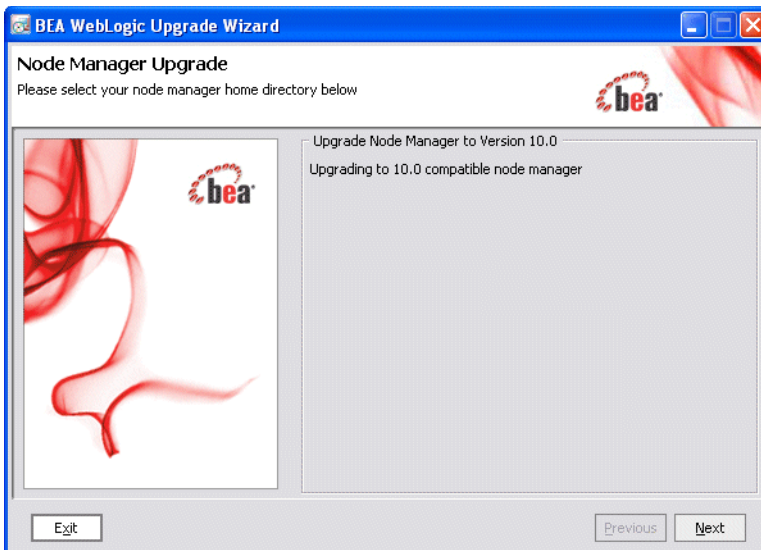 BEA WebLogic Upgrade Wizard
Node Manager Upgrade
Please select your node manager home directory below
bea
bea
Upgrade Node Manager to Version 10.0
Upgrading to 10.0 compatible node manager
Exit
Previous
Next